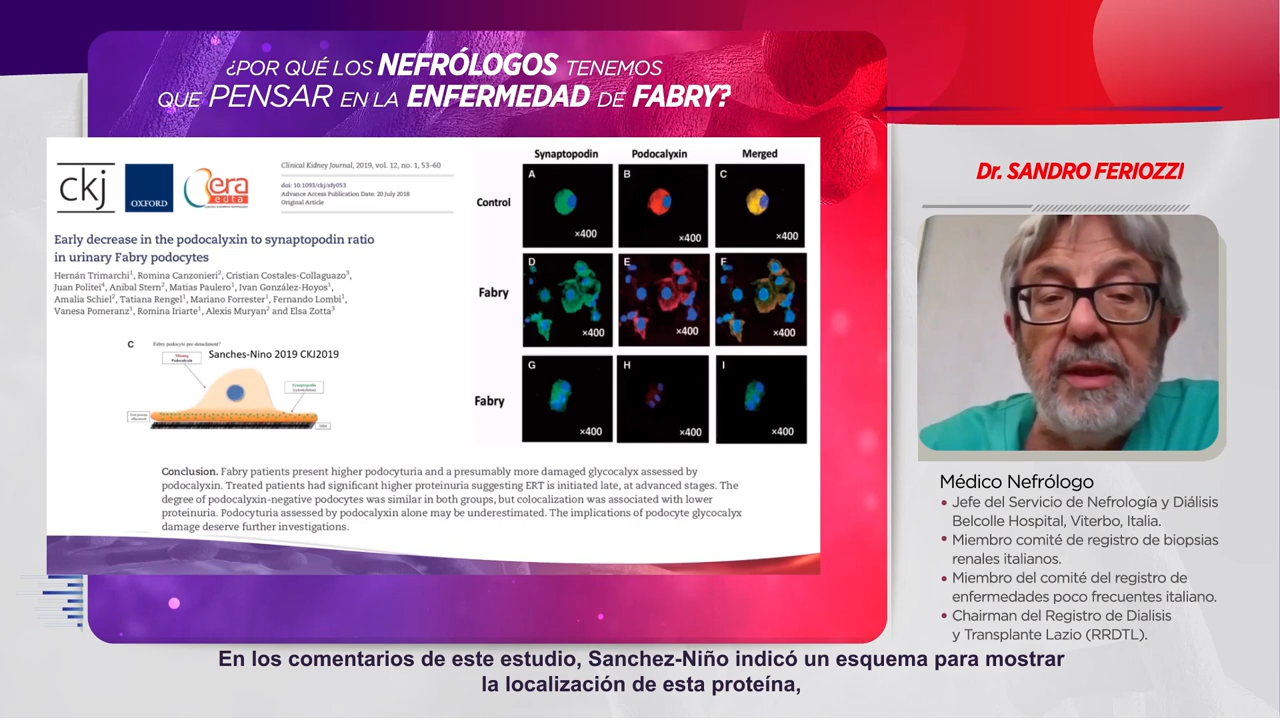 ¿POR QUÉ LOS NEFRÓLOGOS TENEMOS
QUE PENSAR EN LA ENFERMEDAD DE FABRY?
ckj
OXFORD
era
edta
Clinical Kidney Journal, 2019, vol. 12, no. 1, 53–60
doi: 10.1093/ckj/sfy053
Advance Access Publication Date: 20 July 2018
Original Article
Early decrease in the podocalyxin to synaptopodin ratio
in urinary Fabry podocytes
Hernán Trimarchi1, Romina Canzonieri2, Cristian Costales-Collaguazo3,
Juan Politei4, Anibal Stern2, Matias Paulero1, Ivan González-Hoyos1,
Amalia Schiel2, Tatiana Rengel1, Mariano Forrester1, Fernando Lombi1,
Vanesa Pomeranz1, Romina Iriarte1, Alexis Muryan2 and Elsa Zotta3
C Fabry podocyte pre-detachment?
Sanches-Nino 2019 CKJ2019
Missing
Podocalyxin
Synaptopodin
Synaptopodin Podocalyxin Merged
Control
A ×400
B ×400
C ×400
Fabry
D ×400
E ×400
F ×400
Fabry
G ×400
H ×400
I ×400
Conclusion. Fabry patients present higher podocyturia and a presumably more damaged glycocalyx assessed by
podocalyxin. Treated patients had significant higher proteinuria suggesting ERT is initiated late, at advanced stages. The
degree of podocalyxin-negative podocytes was similar in both groups, but colocalization was associated with lower
proteinuria. Podocyturia assessed by podocalyxin alone may be underestimated. The implications of podocyte glycocalyx
damage deserve further investigations.
Dr. SANDRO FERIOZZI
Médico Nefrólogo
• Jefe del Servicio de Nefrología y Diálisis
Belcolle Hospital, Viterbo, Italia.
• Miembro comité de registro de biopsias
renales italianos.
• Miembro del comité del registro de
enfermedades poco frecuentes italiano.
• Chairman del Registro de Dialisis
y Transplante Lazio (RRDTL).
En los comentarios de este estudio, Sanchez-Niño indicó un esquema para mostrar
la localización de esta proteína,